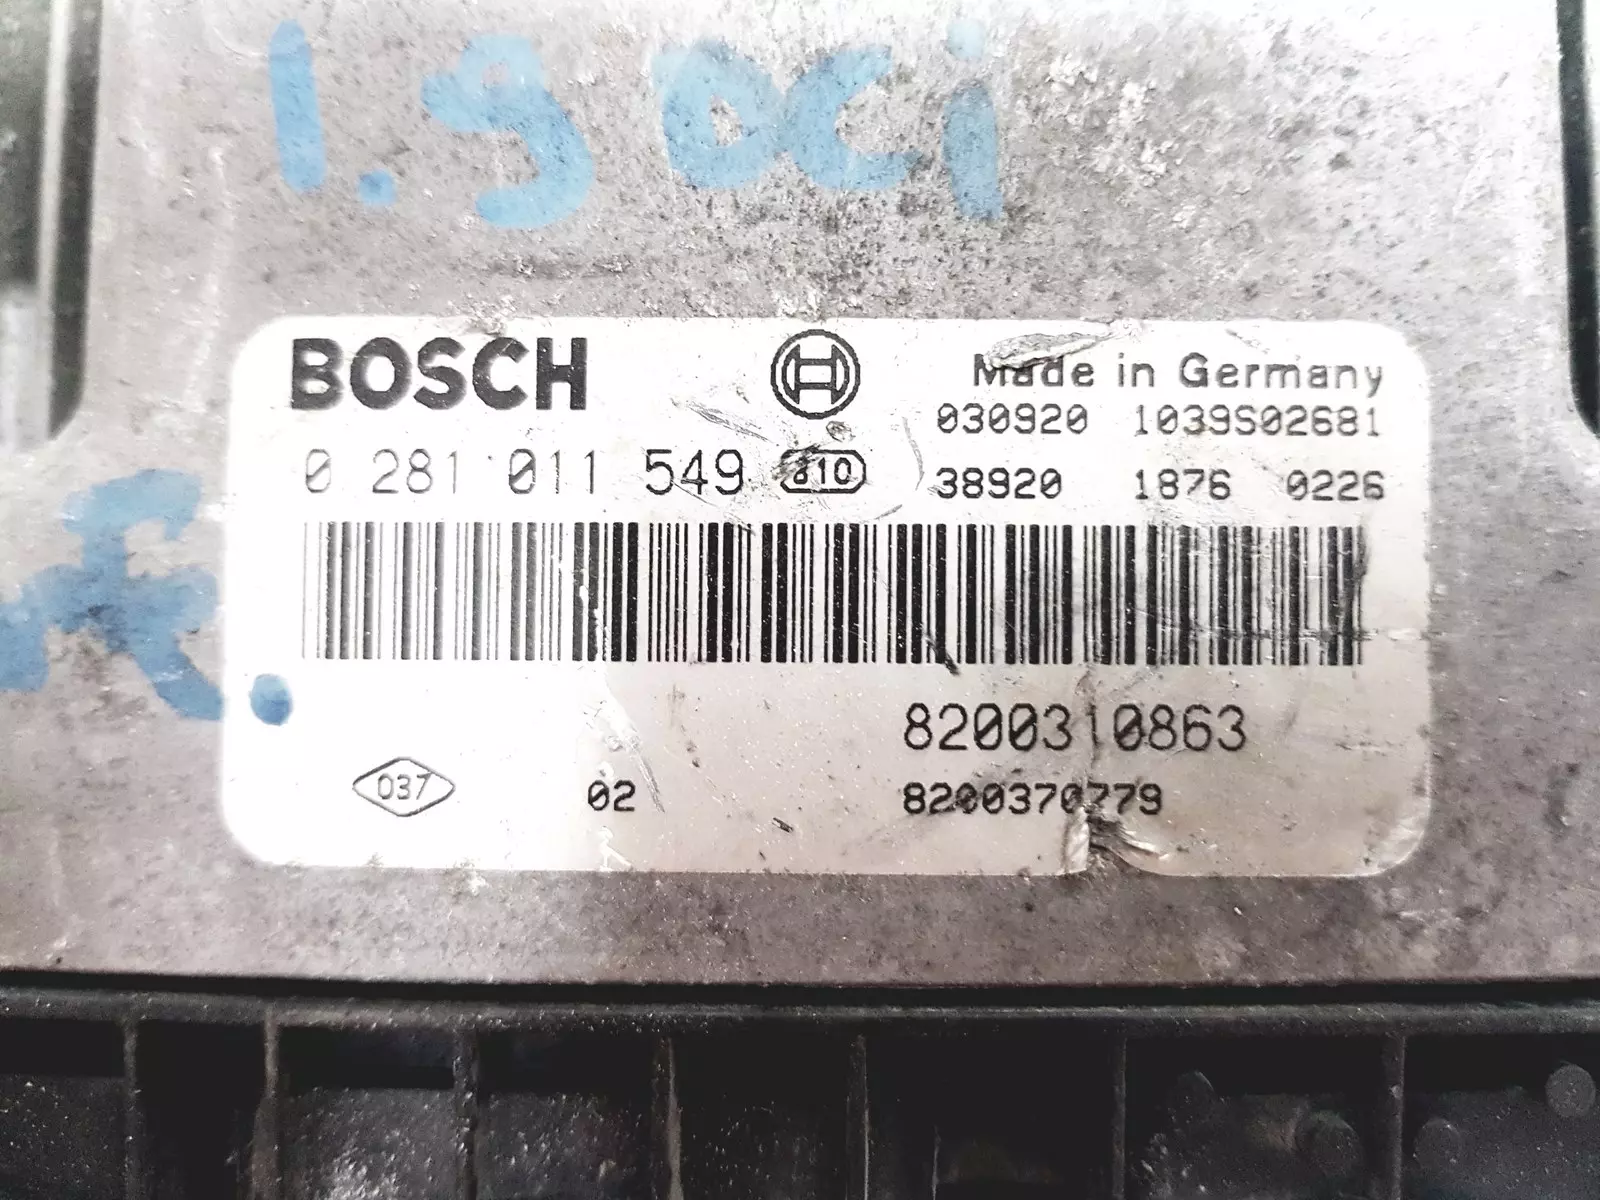 1.9 DCi
BOSCH
Made in Germany
030920 1039S02681
0 281 011 549 810
38920 1876 0226
8200310863
037 02 8200370779